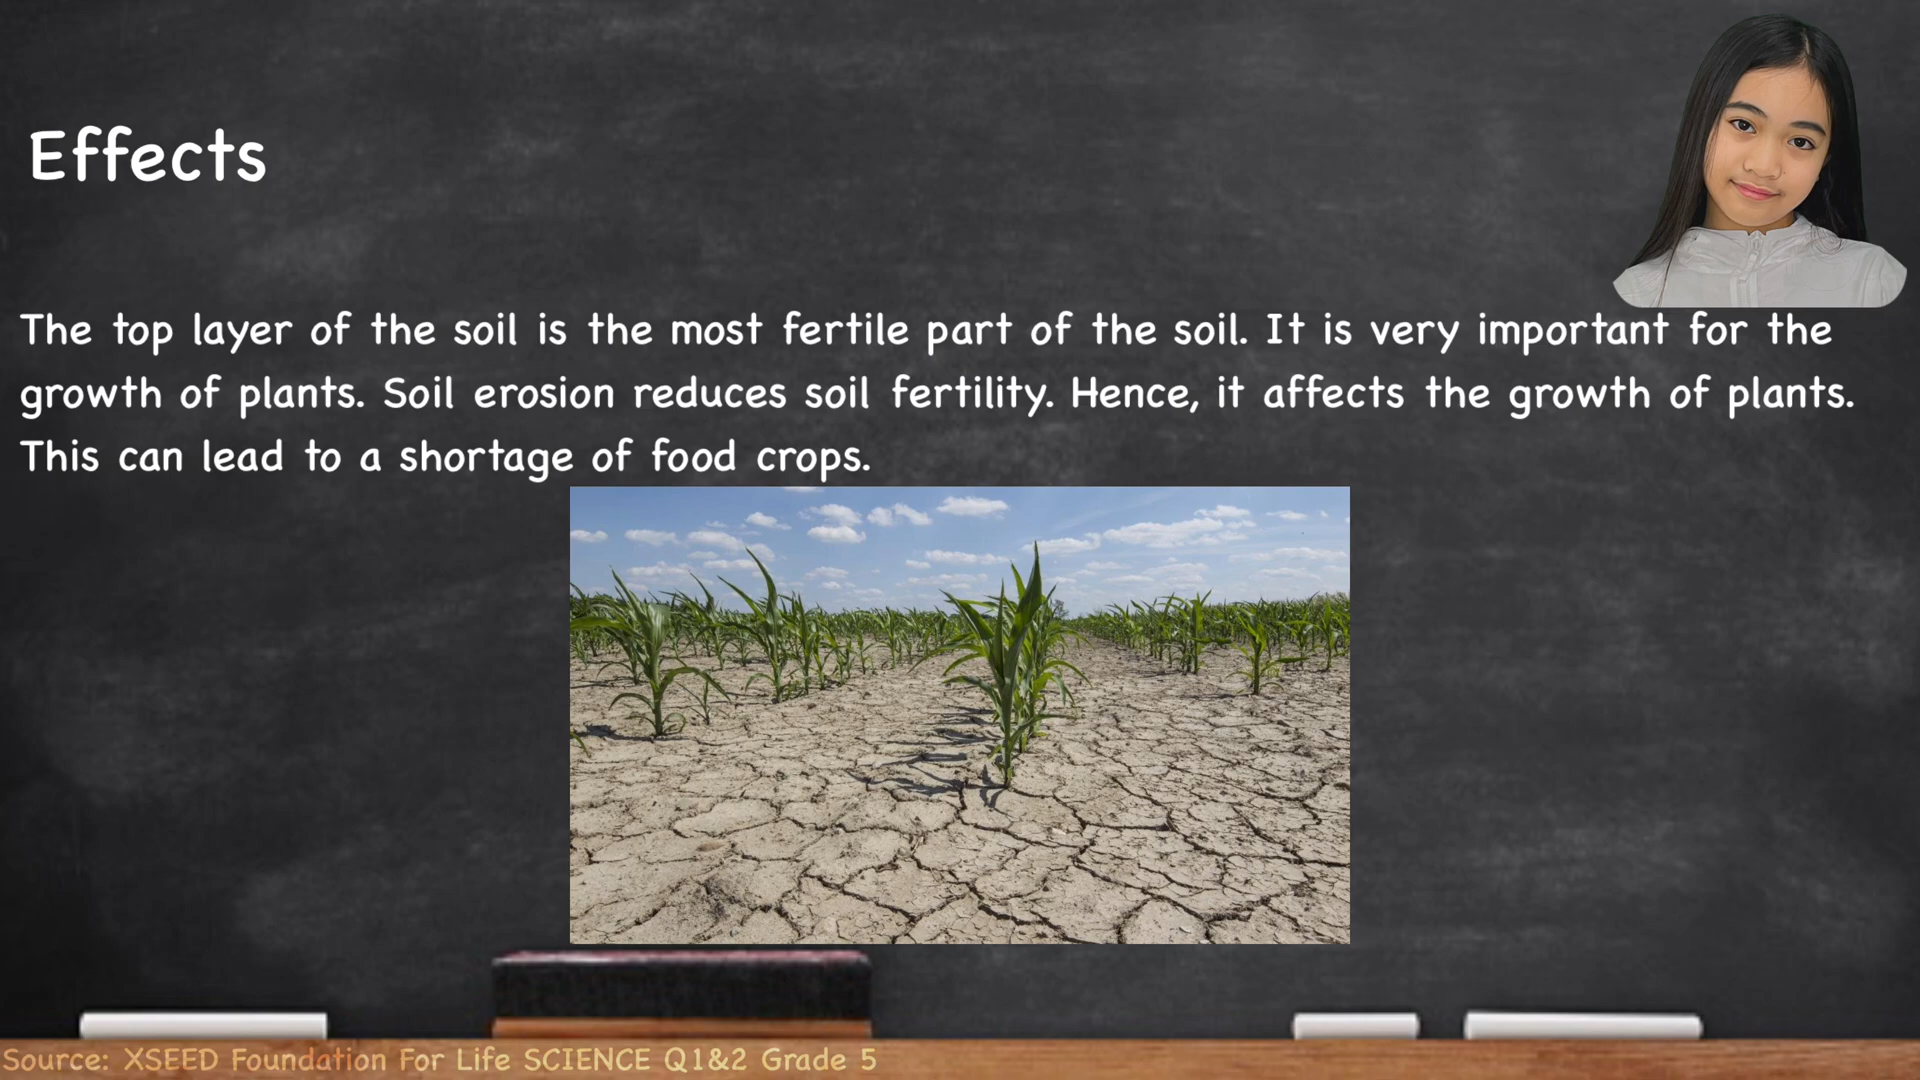 Effects
The top layer of the soil is the most fertile part of the soil. It is very important for the
growth of plants. Soil erosion reduces soil fertility. Hence, it affects the growth of plants.
This can lead to a shortage of food crops.
Source: XSEED Foundation For Life SCIENCE Q1&2 Grade 5